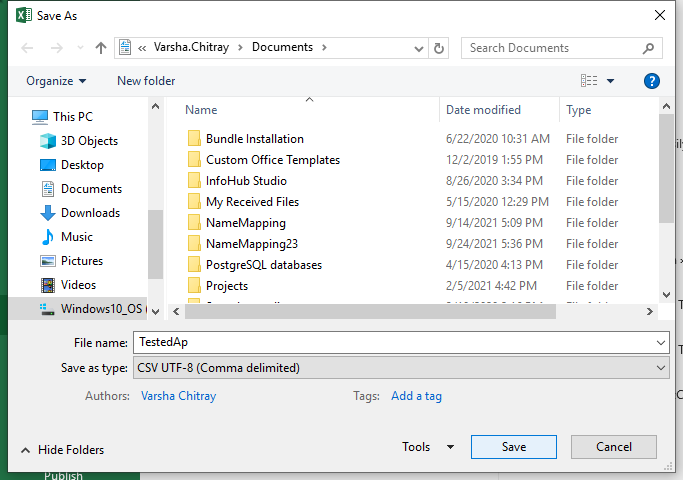 Save As
« Varsha.Chitray > Documents >
Search Documents
Organize
New folder
Name
Date modified
Type
This PC
3D Objects
Desktop
Documents
Downloads
Music
Pictures
Videos
Windows10_OS (
Bundle Installation 6/22/2020 10:31 AM File folder
Custom Office Templates 12/2/2019 1:55 PM File folder
InfoHub Studio 8/26/2020 3:34 PM File folder
My Received Files 5/15/2020 12:29 PM File folder
NameMapping 9/14/2021 5:09 PM File folder
NameMapping23 9/24/2021 5:36 PM File folder
PostgreSQL databases 4/15/2020 4:13 PM File folder
Projects 2/5/2021 4:42 PM File folder
File name: TestedAp
Save as type: CSV UTF-8 (Comma delimited)
Authors: Varsha Chitray Tags: Add a tag
Hide Folders
Tools
Save
Cancel
Publish